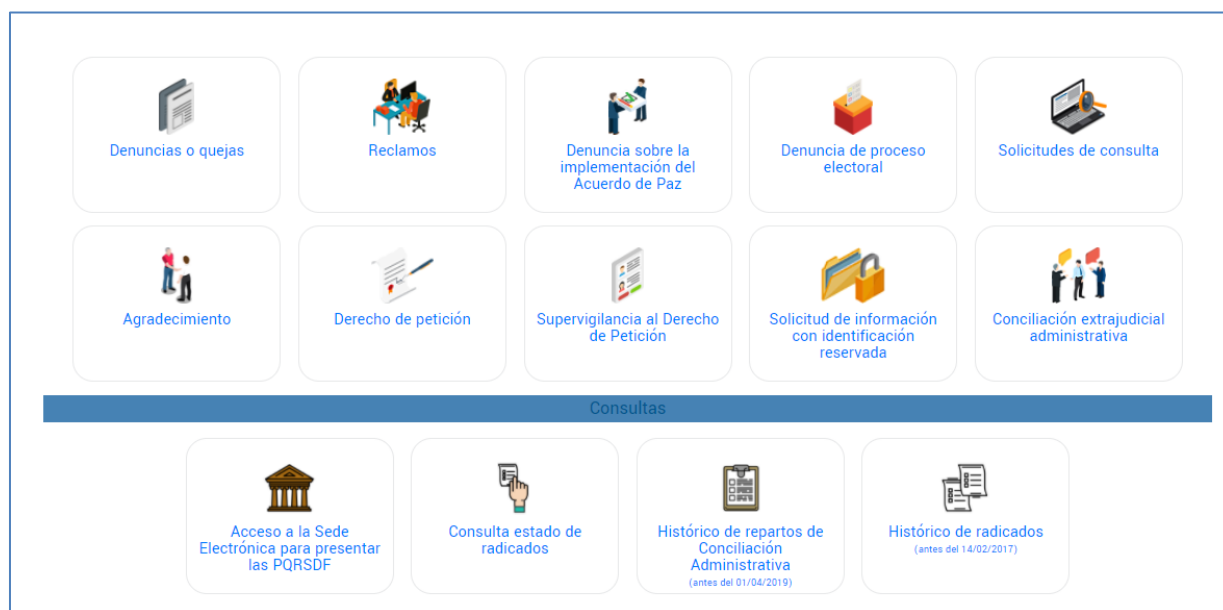 Denuncias o quejas
Reclamos
Denuncia sobre la
implementación del
Acuerdo de Paz
Denuncia de proceso
electoral
Solicitudes de consulta
Agradecimiento
Derecho de petición
Supervigilancia al Derecho
de Petición
Solicitud de información
con identificación
reservada
Conciliación extrajudicial
administrativa
Consultas
Acceso a la Sede
Electrónica para presentar
las PQRSDF
Consulta estado de
radicados
Histórico de repartos de
Conciliación
Administrativa
(antes del 01/04/2019)
Histórico de radicados
(antes del 14/02/2017)